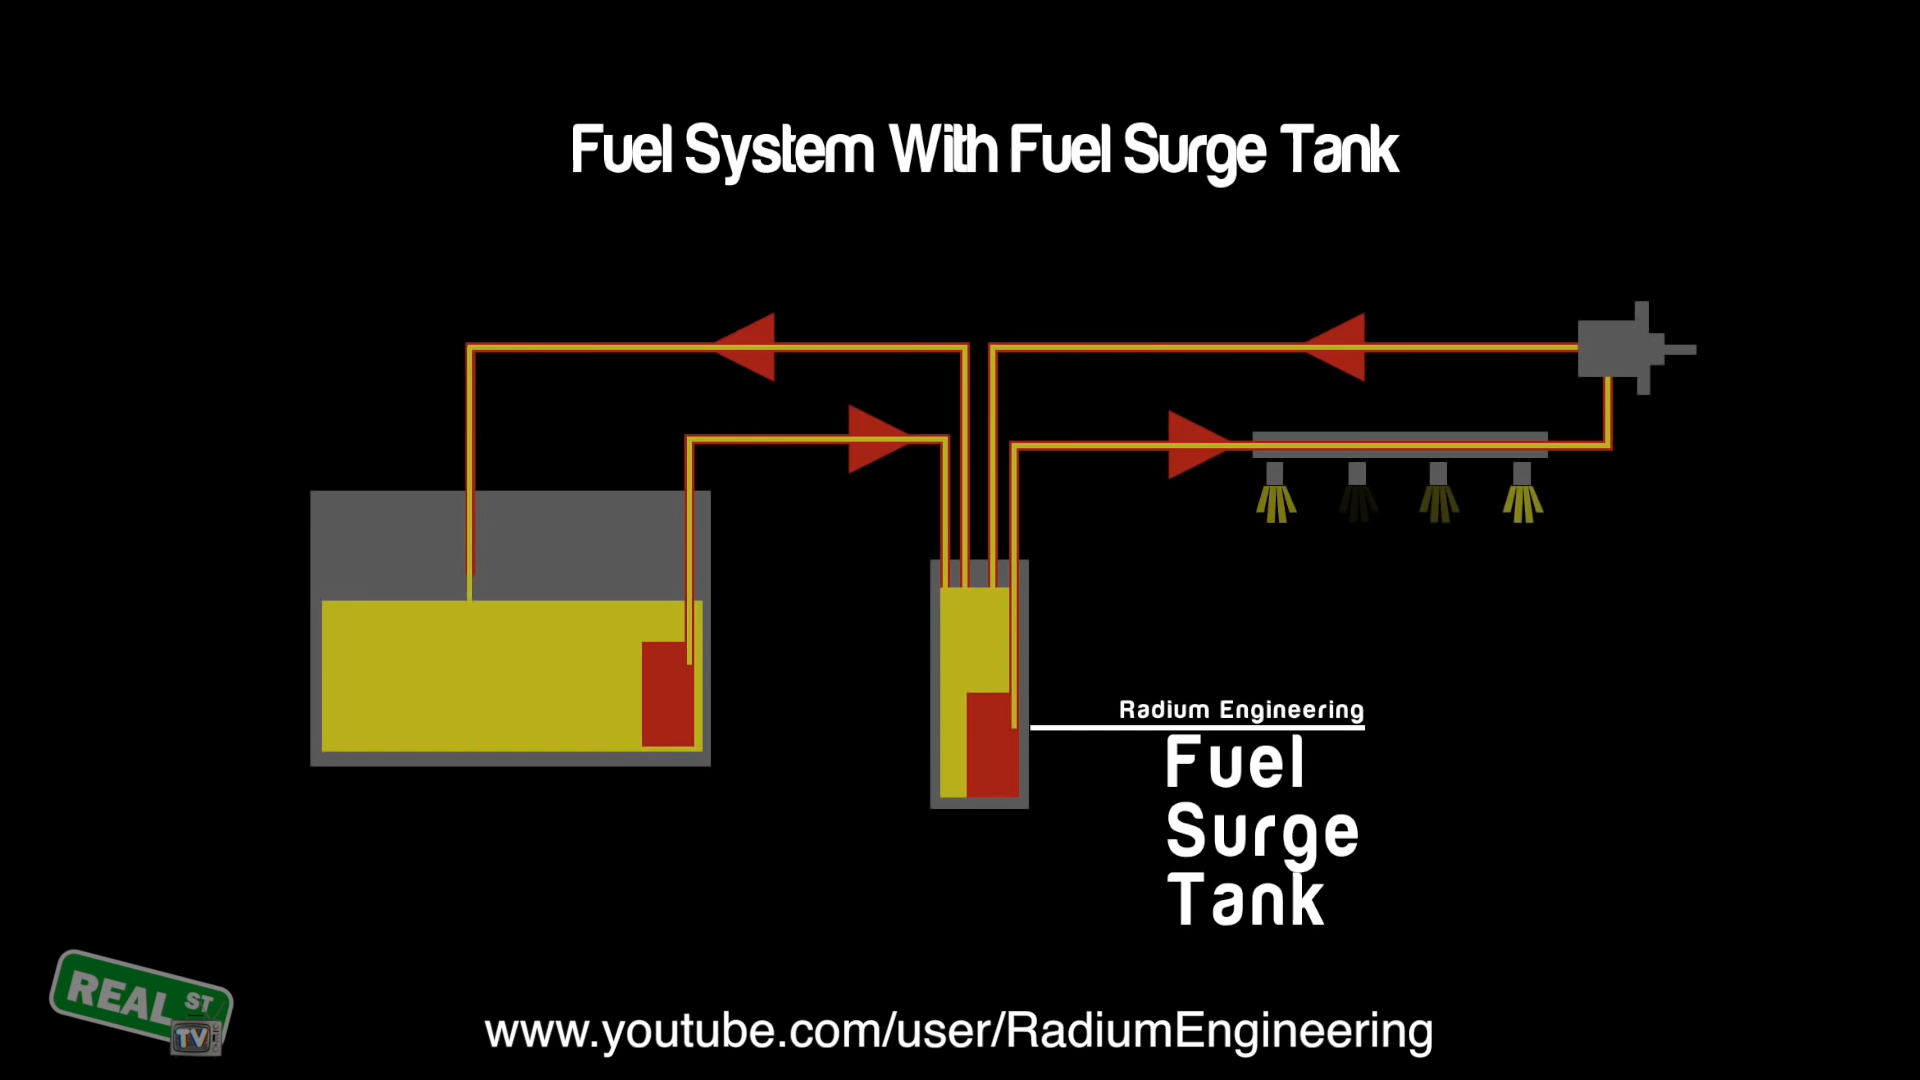 Fuel System With Fuel Surge Tank
Radium Engineering
Fuel
Surge
Tank
REAL ST
TV
www.youtube.com/user/RadiumEngineering